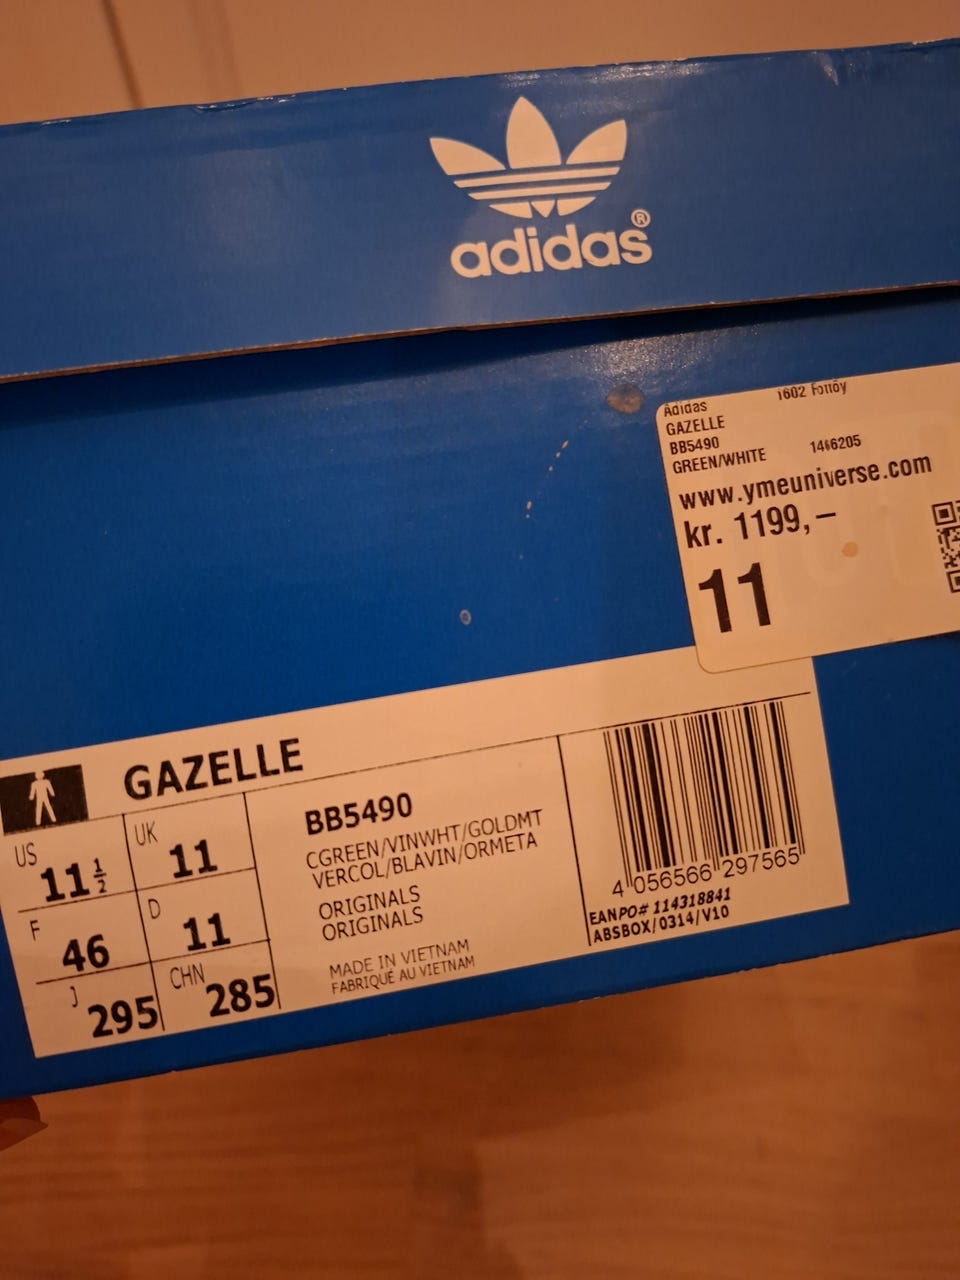 adidas®
Adidas 1602 Fottöy
GAZELLE
BB5490 1466205
GREEN/WHITE
www.ymeuniverse.com
kr. 1199,–
11
GAZELLE
US 11 ½
UK 11
F 46
D 11
J 295
CHN 285
BB5490
CGREEN/VINWHT/GOLDMT
VERCOL/BLAVIN/ORMETA
ORIGINALS
ORIGINALS
MADE IN VIETNAM
FABRIQUÉ AU VIETNAM
4 056566 297565
EANPO# 114318841
ABSBOX/0314/V10